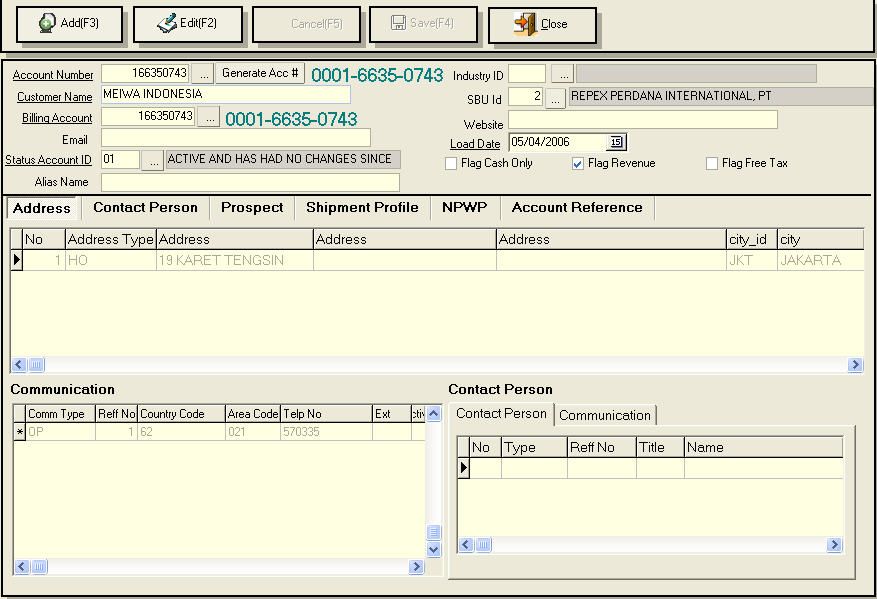 Add(F3) Edit(F2) Cancel(F5) Save(F4) Close
Account Number 166350743 ... Generate Acc # 0001-6635-0743 Industry ID ...
Customer Name MEIWA INDONESIA SBU Id 2 ... REPEX PERDANA INTERNATIONAL, PT
Billing Account 166350743 ... 0001-6635-0743 Website
Email Load Date 05/04/2006 15
Status Account ID 01 ... ACTIVE AND HAS HAD NO CHANGES SINCE Flag Cash Only Flag Revenue Flag Free Tax
Alias Name
Address Contact Person Prospect Shipment Profile NPWP Account Reference
No Address Type Address Address Address city_id city
1 HO 19 KARET TENGSIN JKT JAKARTA
Communication Contact Person
Contact Person Communication
Comm Type Reff No Country Code Area Code Telp No Ext
* OP 1 62 021 570335
No Type Reff No Title Name